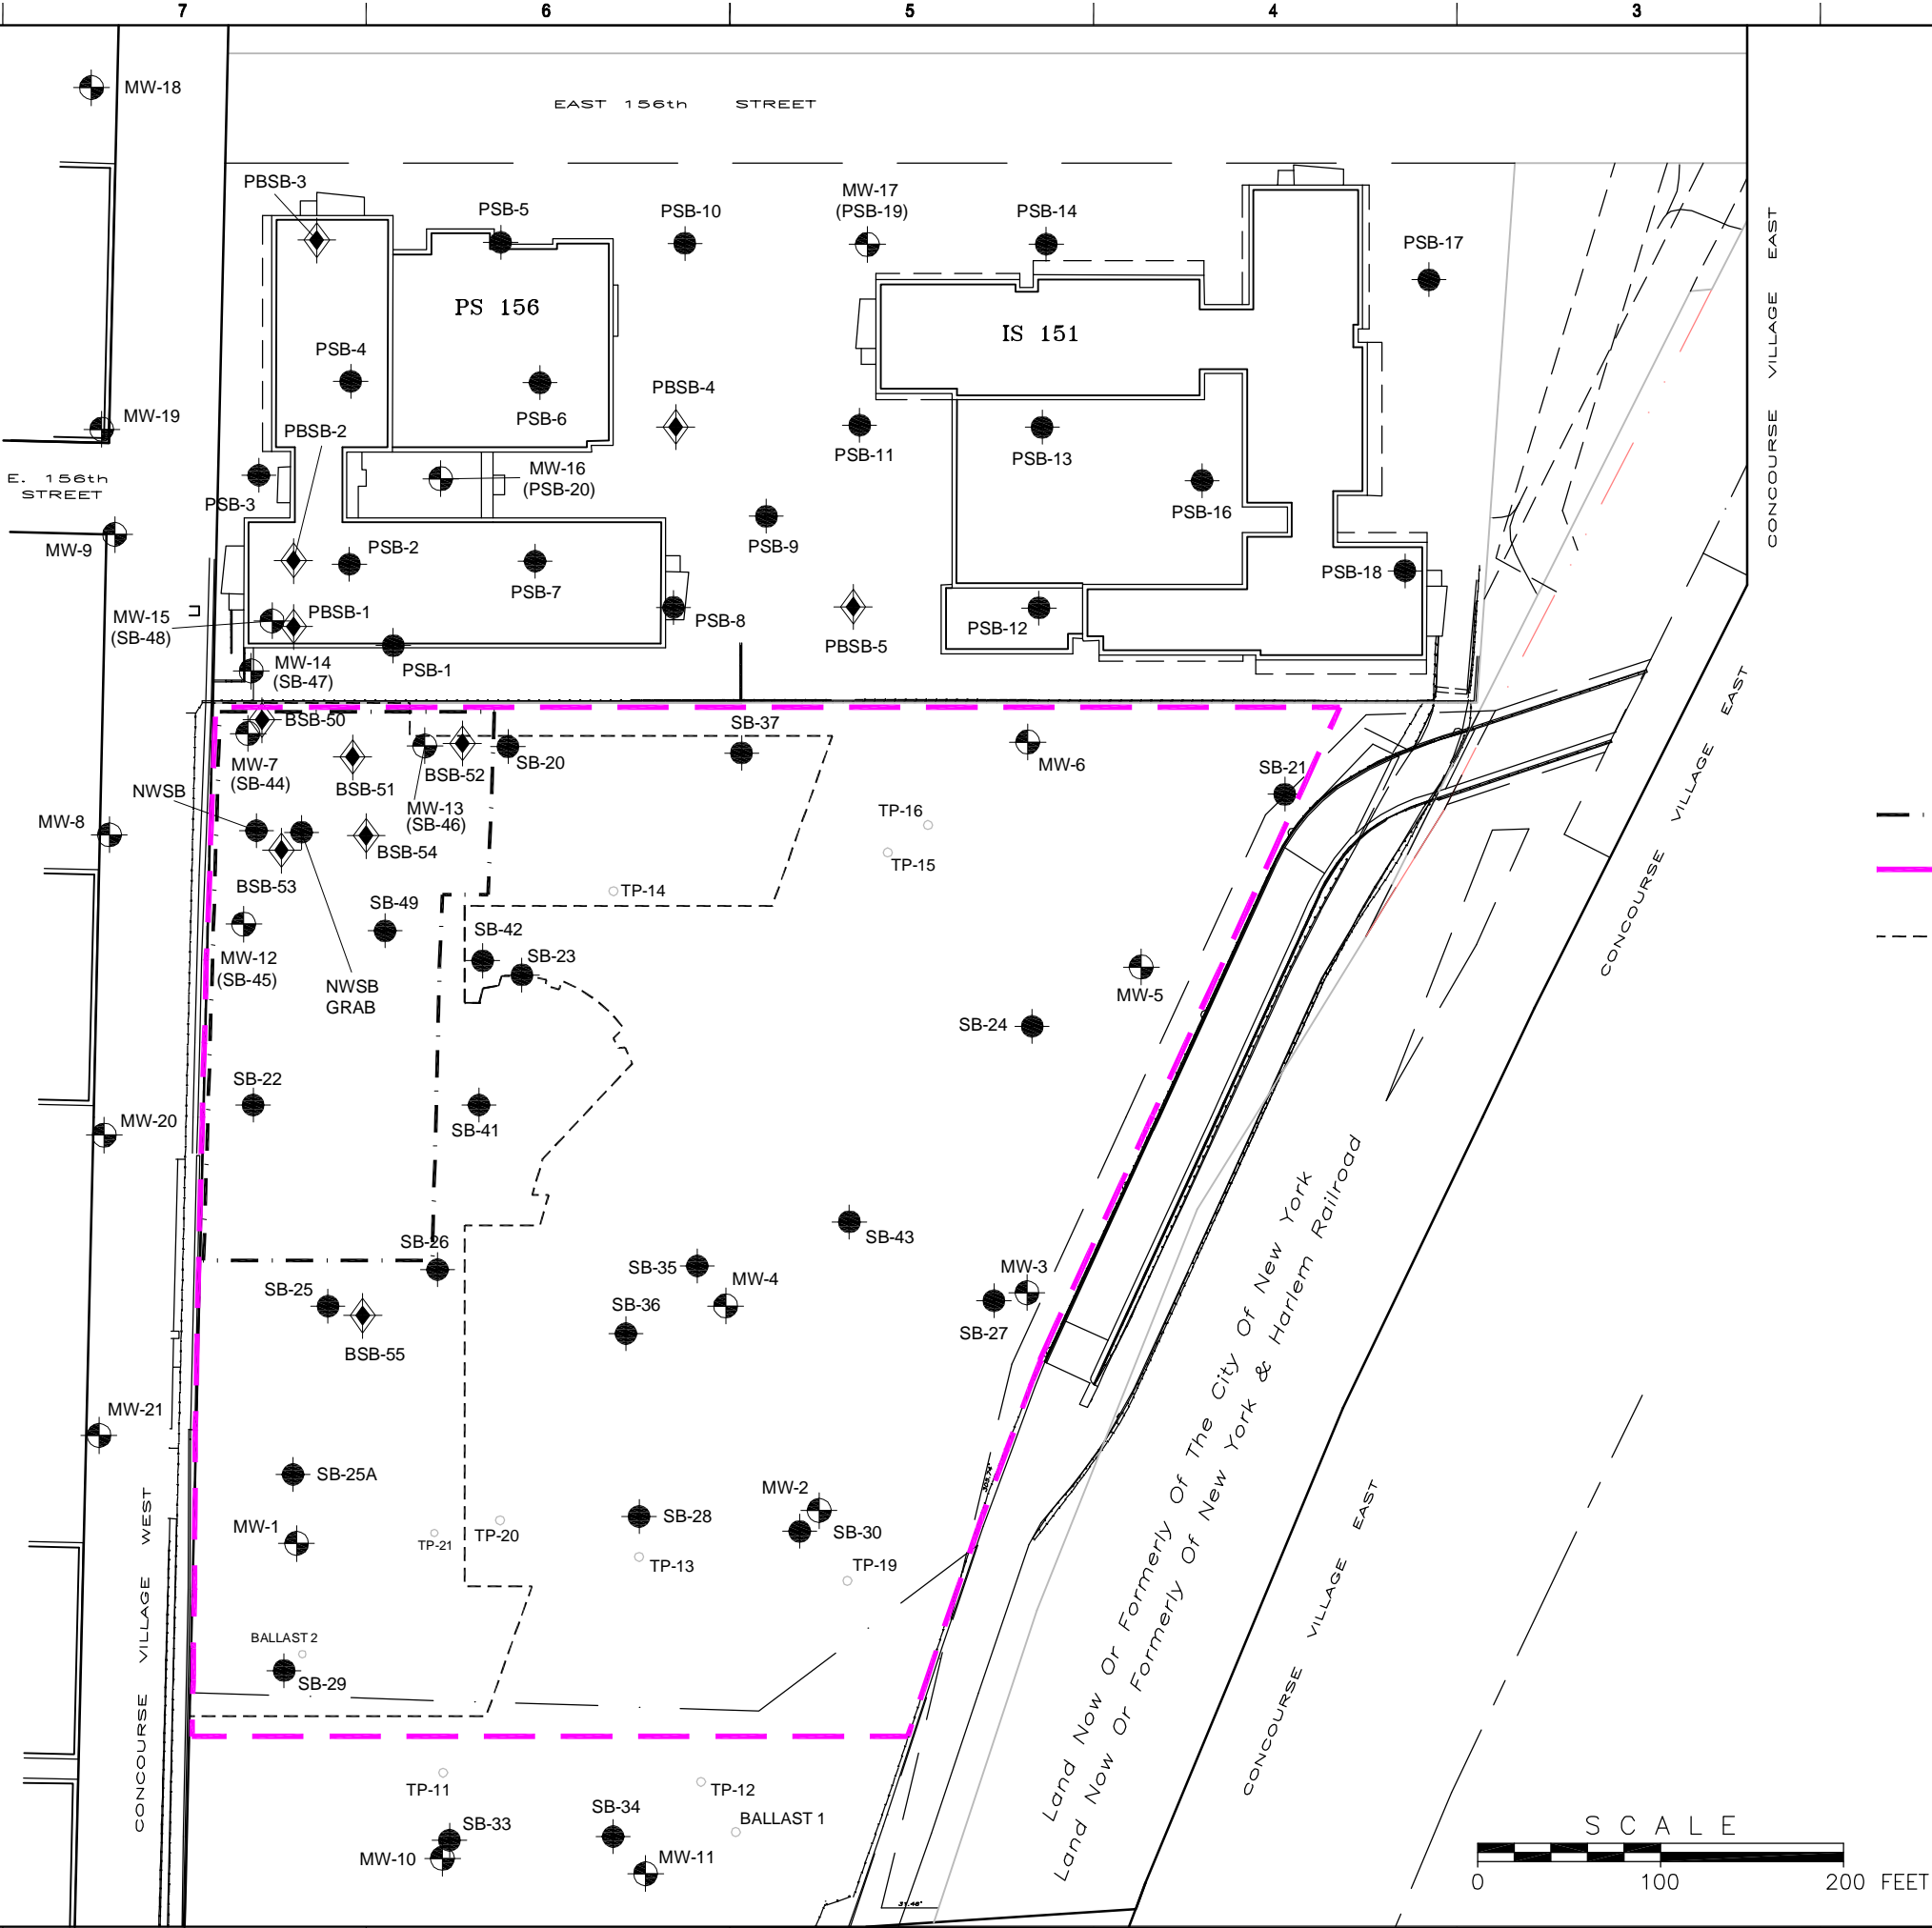 7
6
5
4
3
MW-18
EAST 156th STREET
PBSB-3
PSB-5
PSB-10
MW-17
(PSB-19)
PSB-14
PSB-17
CONCOURSE VILLAGE EAST
PS 156
IS 151
PSB-4
PSB-6
PBSB-4
MW-19
PBSB-2
PSB-11
PSB-13
E. 156th
STREET
PSB-3
MW-16
(PSB-20)
PSB-16
MW-9
PSB-2
PSB-9
PSB-7
PSB-18
MW-15
(SB-48)
PBSB-1
PSB-8
PSB-12
PBSB-5
MW-14
(SB-47)
PSB-1
BSB-50
SB-37
MW-7
(SB-44)
BSB-51
BSB-52
SB-20
MW-6
SB-21
CONCOURSE VILLAGE EAST
NWSB
MW-13
(SB-46)
TP-16
MW-8
BSB-54
TP-15
BSB-53
TP-14
SB-49
SB-42
MW-12
(SB-45)
SB-23
NWSB
GRAB
MW-5
SB-24
SB-22
MW-20
SB-41
SB-43
SB-26
SB-35
MW-4
MW-3
SB-25
SB-36
SB-27
BSB-55
Land Now Or Formerly Of The City Of New York
Land Now Or Formerly Of New York & Harlem Railroad
MW-21
SB-25A
305.74'
MW-2
CONCOURSE VILLAGE WEST
MW-1
TP-21
TP-20
SB-28
SB-30
TP-13
TP-19
CONCOURSE VILLAGE EAST
BALLAST 2
SB-29
TP-11
TP-12
SB-34
BALLAST 1
SB-33
MW-10
MW-11
31.48'
SCALE
0 100 200 FEET